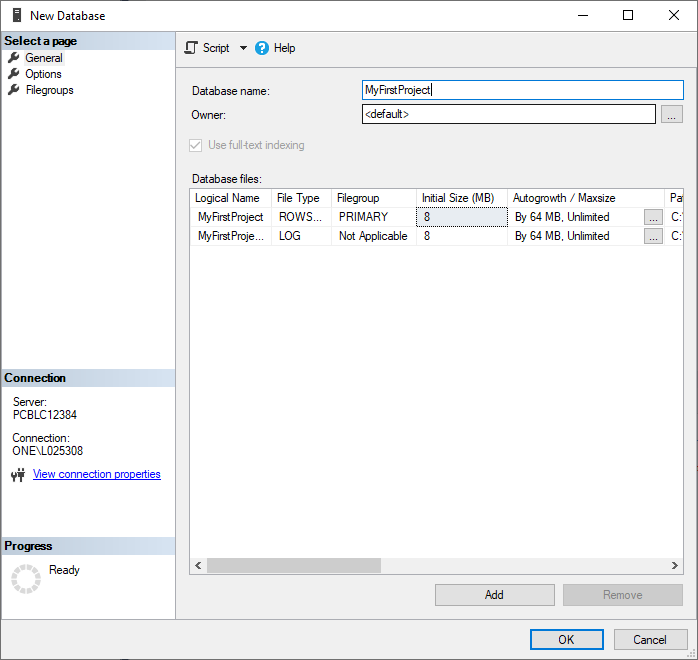 New Database
Select a page
General
Options
Filegroups
Script Help
Database name: MyFirstProject
Owner: <default> ...
Use full-text indexing
Database files:
Logical Name File Type Filegroup Initial Size (MB) Autogrowth / Maxsize Pat
MyFirstProject ROWS... PRIMARY 8 By 64 MB, Unlimited ... C:\
MyFirstProje... LOG Not Applicable 8 By 64 MB, Unlimited ... C:\
Connection
Server:
PCBLC12384
Connection:
ONE\L025308
View connection properties
Progress
Ready
Add Remove
OK Cancel